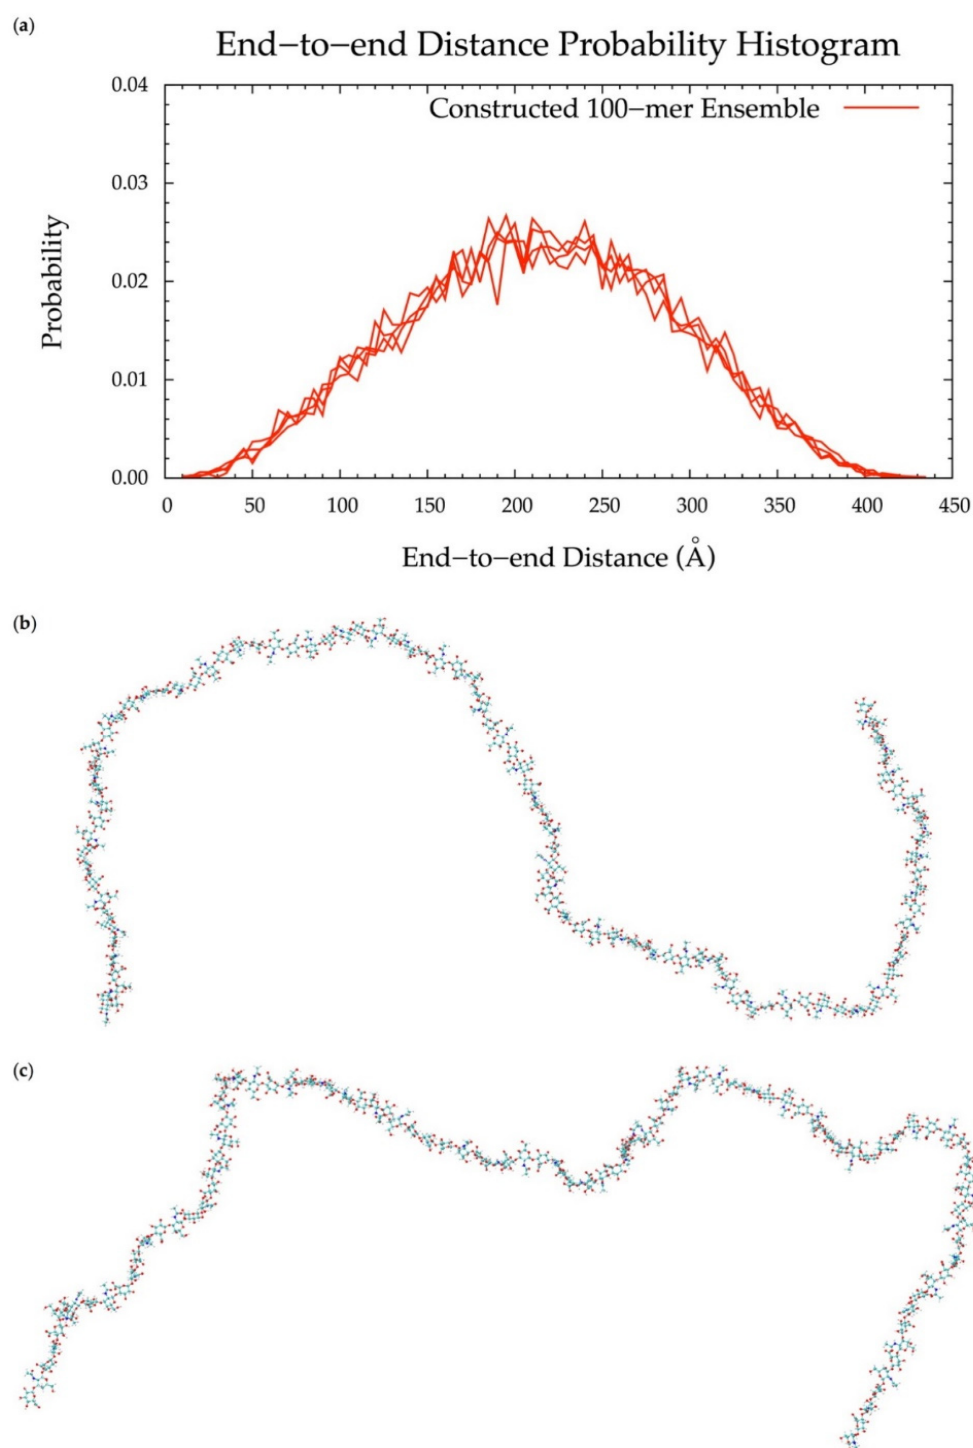 (a)
End−to−end Distance Probability Histogram
0.04
Constructed 100−mer Ensemble
0.03
Probability
0.02
0.01
0.00
0 50 100 150 200 250 300 350 400 450
End−to−end Distance (Å)
(b)
(c)